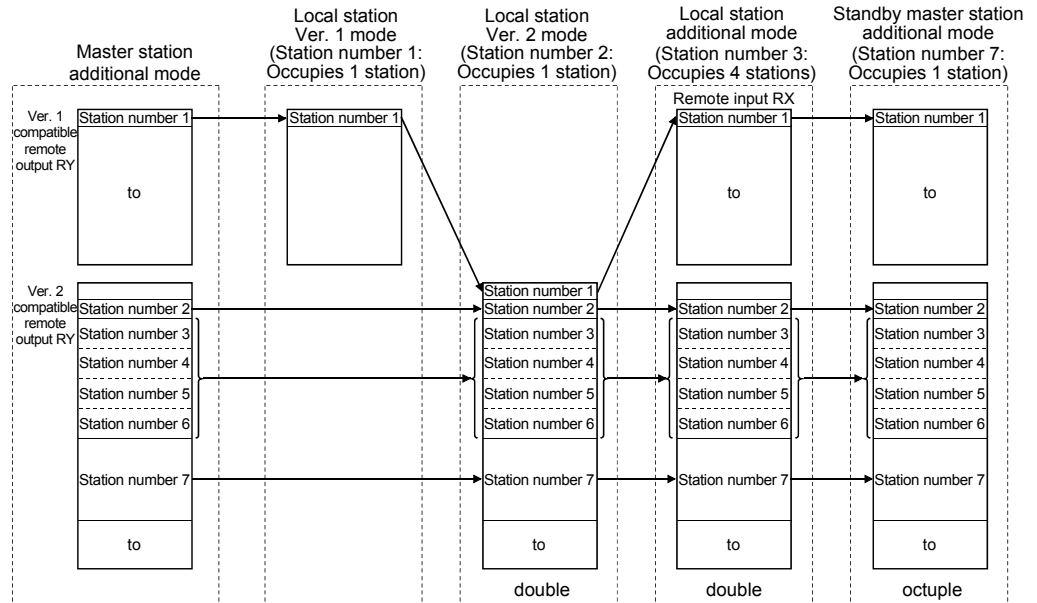 Master station
additional mode
Local station
Ver. 1 mode
(Station number 1:
Occupies 1 station)
Local station
Ver. 2 mode
(Station number 2:
Occupies 1 station)
Local station
additional mode
(Station number 3:
Occupies 4 stations)
Standby master station
additional mode
(Station number 7:
Occupies 1 station)
Ver. 1
compatible
remote
output RY
Station number 1
to
Station number 1
Remote input RX
Station number 1
to
Station number 1
to
Ver. 2
compatible
remote
output RY
Station number 2
Station number 3
Station number 4
Station number 5
Station number 6
Station number 7
to
Station number 1
Station number 2
Station number 3
Station number 4
Station number 5
Station number 6
Station number 7
to
double
Station number 2
Station number 3
Station number 4
Station number 5
Station number 6
Station number 7
to
double
Station number 2
Station number 3
Station number 4
Station number 5
Station number 6
Station number 7
to
octuple